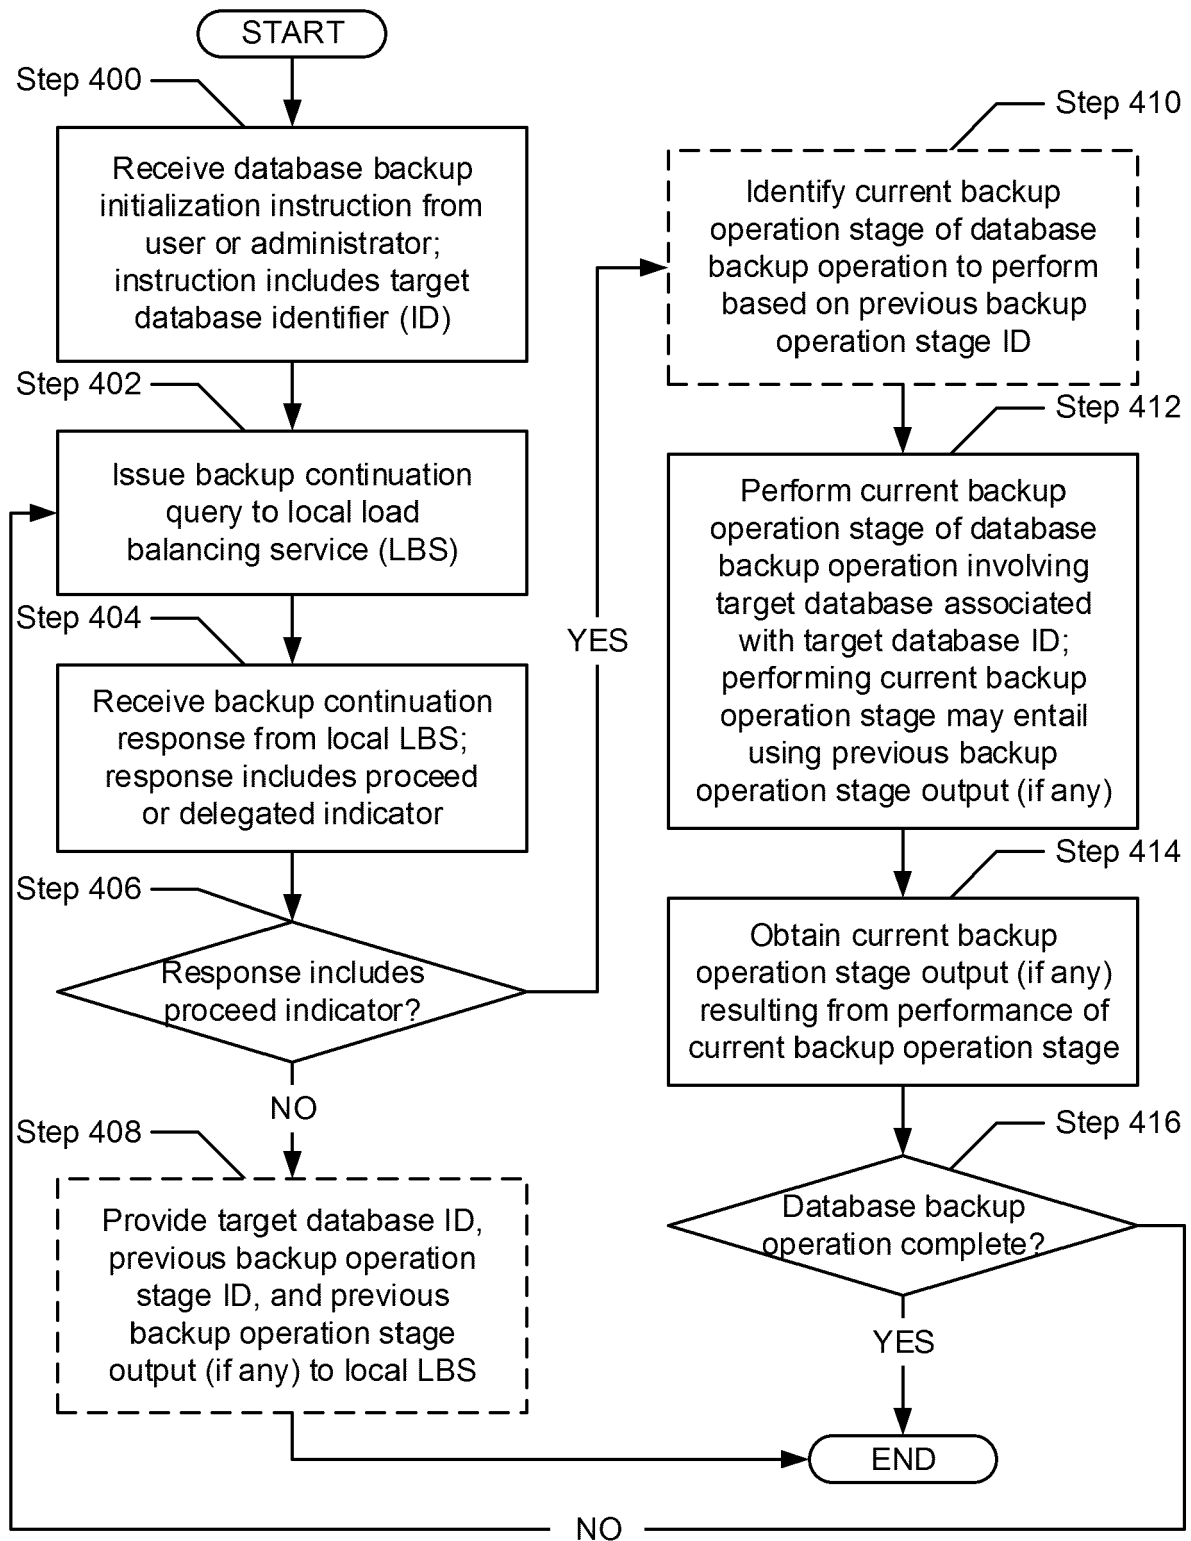 START
Step 400
Receive database backup
initialization instruction from
user or administrator;
instruction includes target
database identifier (ID)
Step 402
Issue backup continuation
query to local load
balancing service (LBS)
Step 404
Receive backup continuation
response from local LBS;
response includes proceed
or delegated indicator
Step 406
Response includes
proceed indicator?
NO
YES
Step 408
Provide target database ID,
previous backup operation
stage ID, and previous
backup operation stage
output (if any) to local LBS
Step 410
Identify current backup
operation stage of database
backup operation to perform
based on previous backup
operation stage ID
Step 412
Perform current backup
operation stage of database
backup operation involving
target database associated
with target database ID;
performing current backup
operation stage may entail
using previous backup
operation stage output (if any)
Step 414
Obtain current backup
operation stage output (if any)
resulting from performance of
current backup operation stage
Step 416
Database backup
operation complete?
YES
END
NO